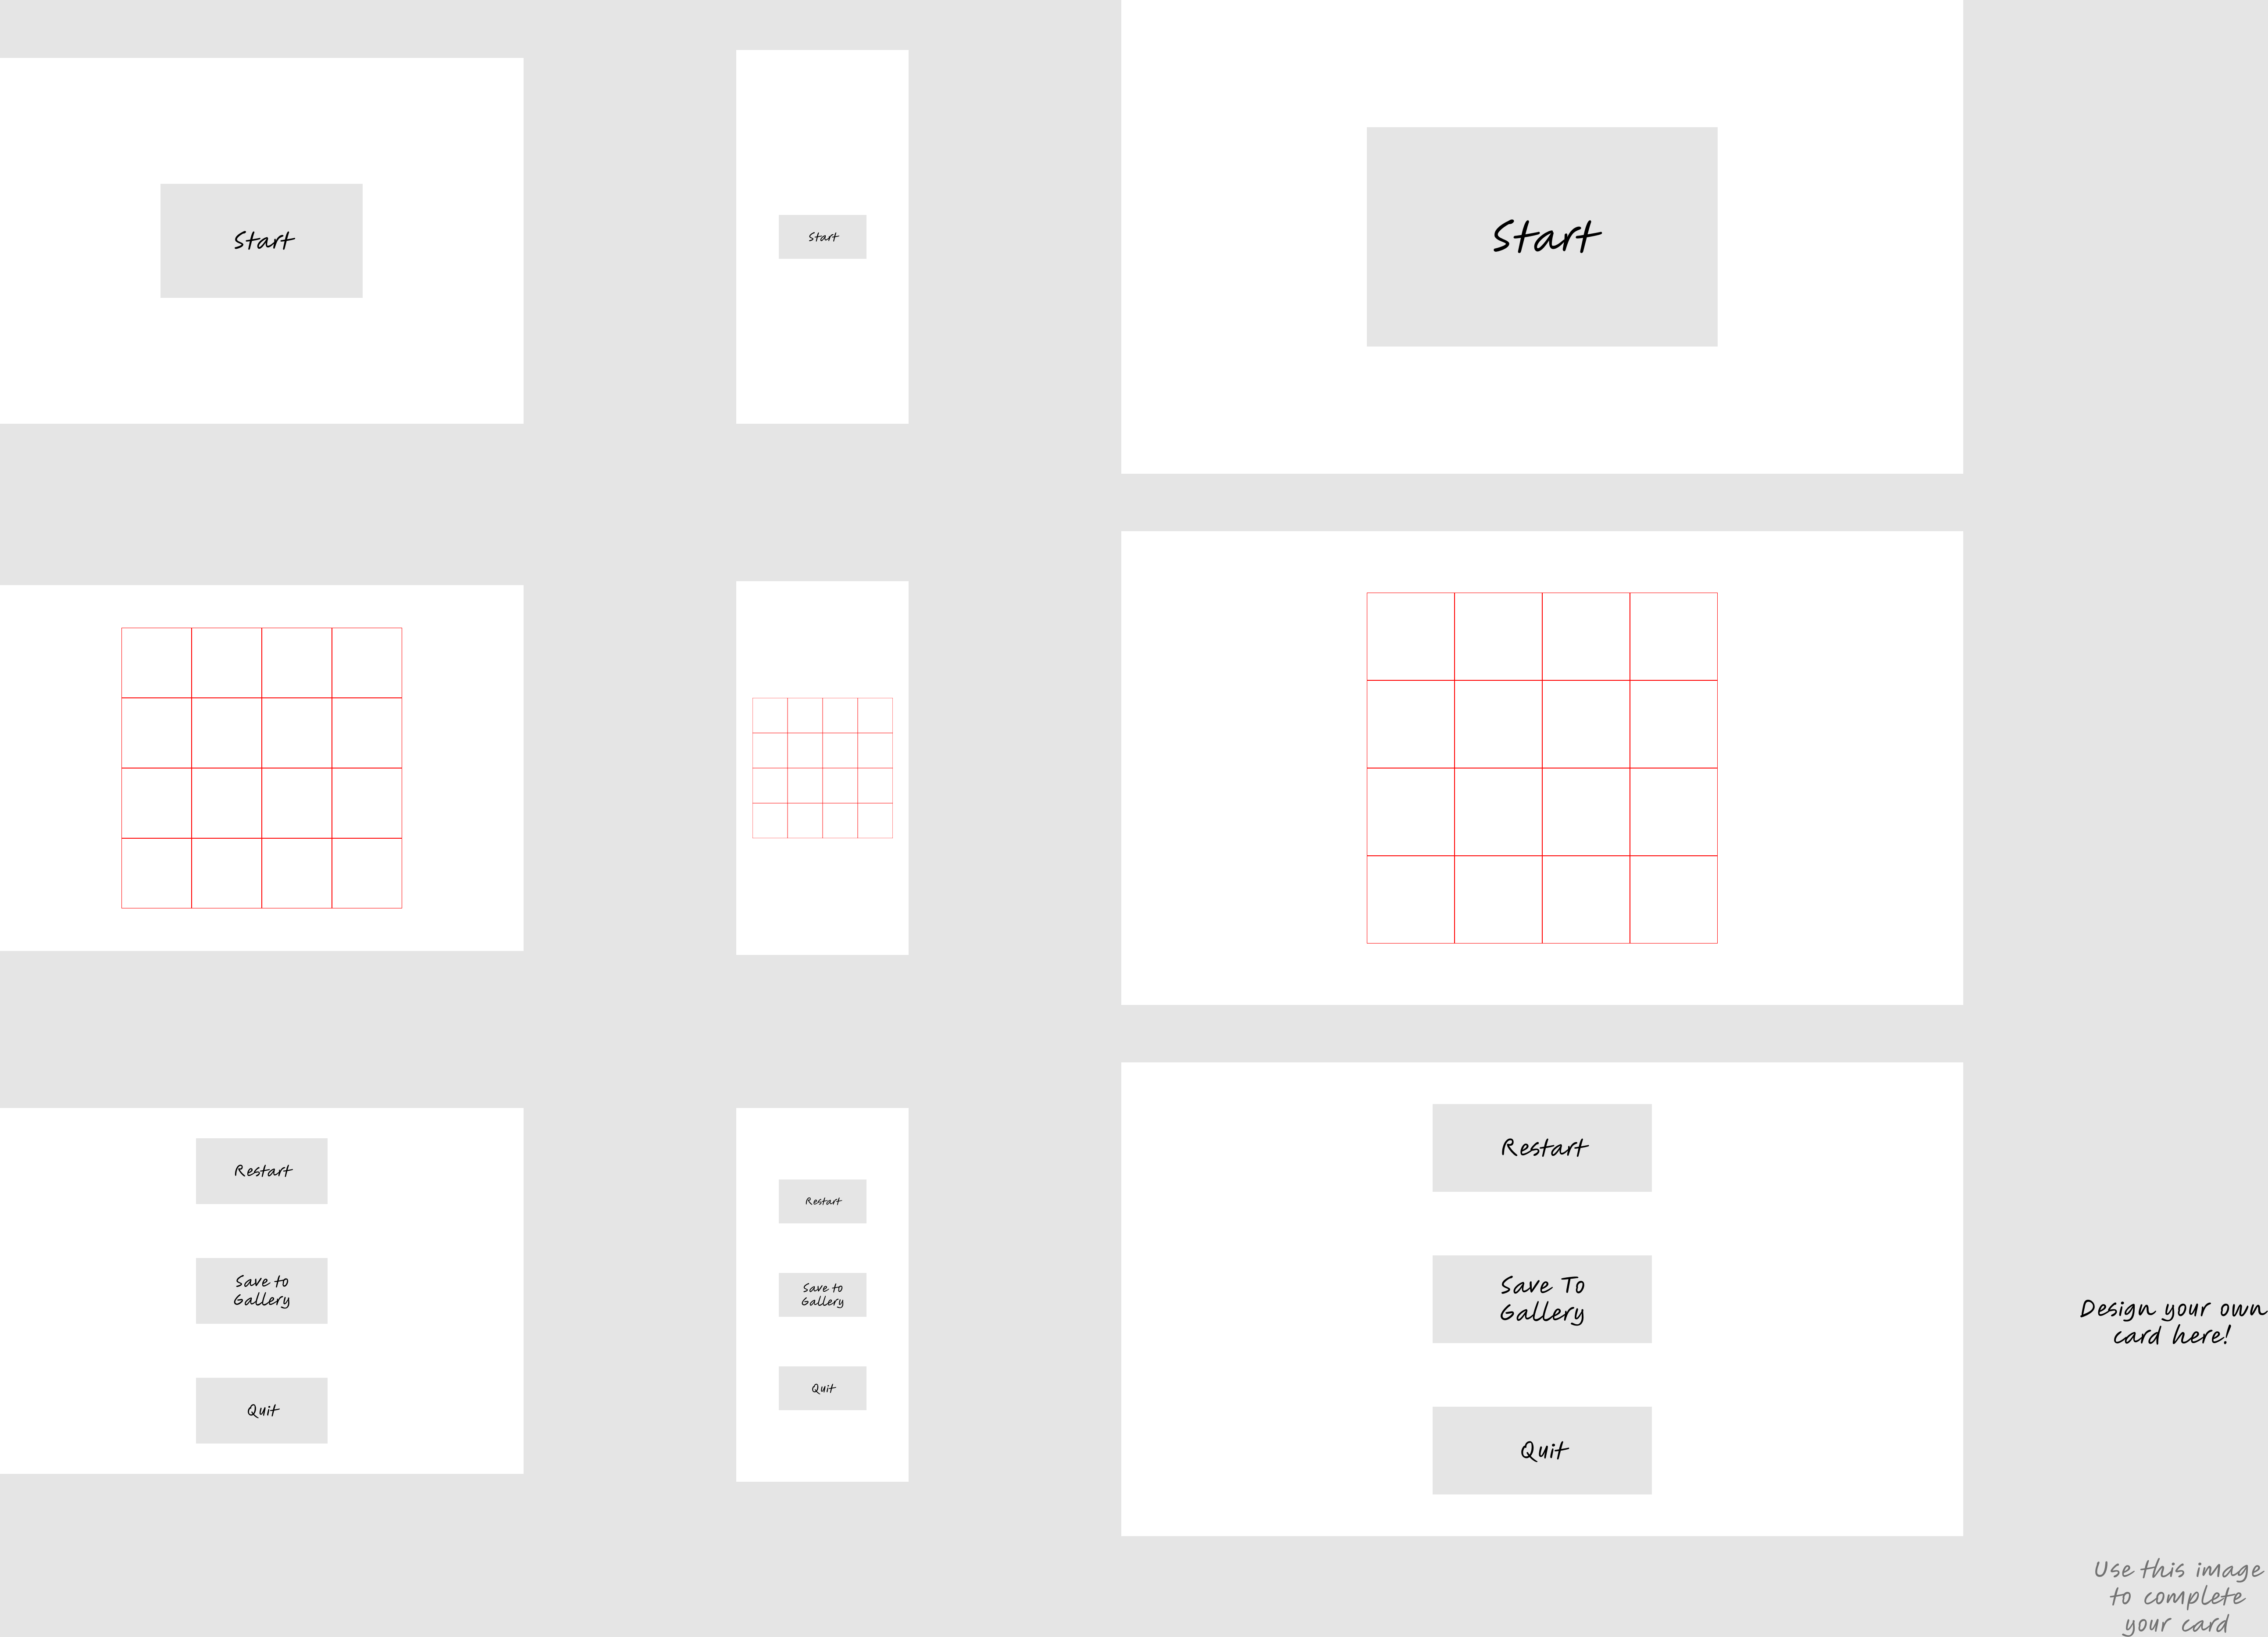 Start
Start
Start
Restart
Save to
Gallery
Quit
Restart
Save to
Gallery
Quit
Restart
Save To
Gallery
Quit
Design your own
card here!
Use this image
to complete
your card